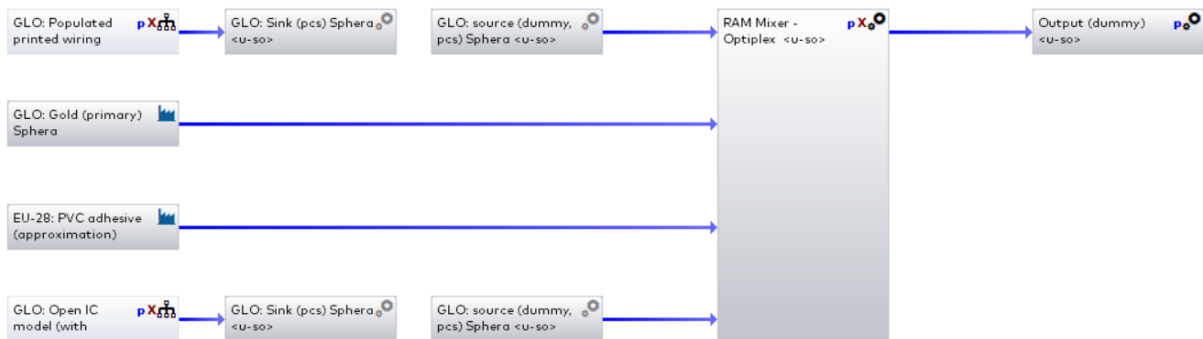 GLO: Populated printed wiring p X
GLO: Sink (pcs) Sphera <u-so>
GLO: source (dummy, pcs) Sphera <u-so>
RAM Mixer - Optiplex <u-so> p X
Output (dummy) <u-so> p
GLO: Gold (primary) Sphera
EU-28: PVC adhesive (approximation)
GLO: Open IC model (with p X
GLO: Sink (pcs) Sphera <u-so>
GLO: source (dummy, pcs) Sphera <u-so>